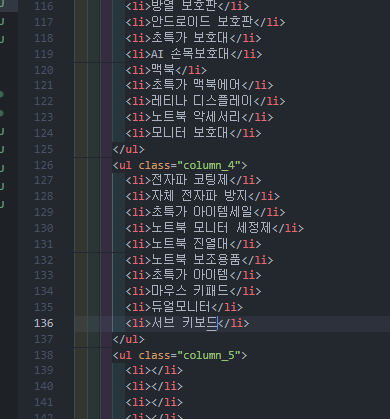 116 <li>방열 보호판</li>
117 <li>안드로이드 보호판</li>
118 <li>초특가 보호대</li>
119 <li>AI 손목보호대</li>
120 <li>맥북</li>
121 <li>초특가 맥북에어</li>
122 <li>레티나 디스플레이</li>
123 <li>노트북 악세서리</li>
124 <li>모니터 보호대</li>
125 </ul>
126 <ul class="column_4">
127 <li>전자파 코팅제</li>
128 <li>자체 전자파 방지</li>
129 <li>초특가 아이템세일</li>
130 <li>노트북 모니터 세정제</li>
131 <li>노트북 진열대</li>
132 <li>노트북 보조용품</li>
133 <li>초특가 아이템</li>
134 <li>마우스 키패드</li>
135 <li>듀얼모니터</li>
136 <li>서브 키보드</li>
137 </ul>
138 <ul class="column_5">
139 <li></li>
140 <li></li>
141 <li></li>
142 <li></li>